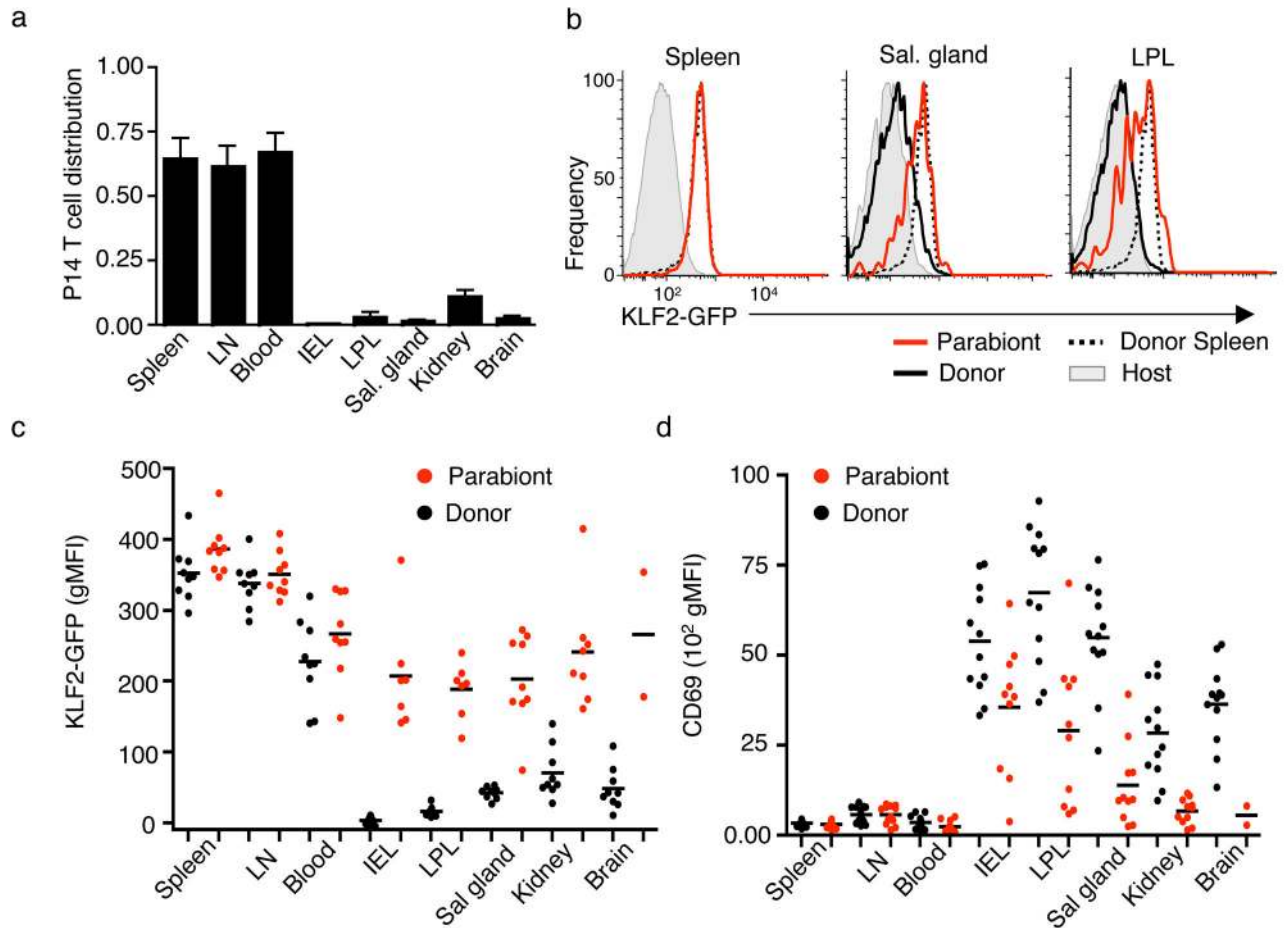 a
P14 T cell distribution
1.00
0.75
0.50
0.25
0.00
Spleen
LN
Blood
IEL
LPL
Sal. gland
Kidney
Brain
b
Spleen
Sal. gland
LPL
Frequency
100
50
0
10²
10⁴
KLF2-GFP
Parabiont
Donor Spleen
Donor
Host
c
KLF2-GFP (gMFI)
500
400
300
200
100
0
Parabiont
Donor
Spleen
LN
Blood
IEL
LPL
Sal gland
Kidney
Brain
d
CD69 (10² gMFI)
100
75
50
25
0.00
Parabiont
Donor
Spleen
LN
Blood
IEL
LPL
Sal gland
Kidney
Brain